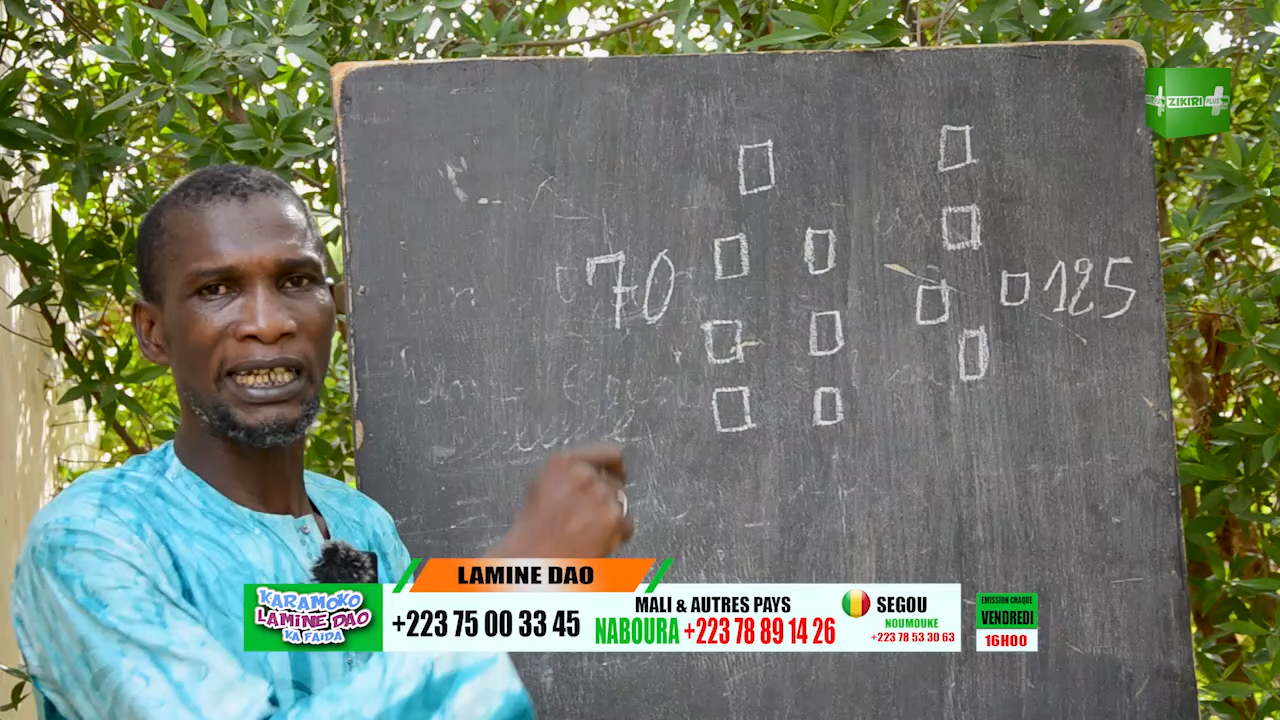 ZIKIRI PLUS
70
125
LAMINE DAO
KARAMOKO
LAMINE DAO
KA FAIDA
+223 75 00 33 45
MALI & AUTRES PAYS
NABOURA +223 78 89 14 26
SEGOU
NOUMOUKE
+223 78 53 30 63
EMISSION CHAQUE
VENDREDI
16H00